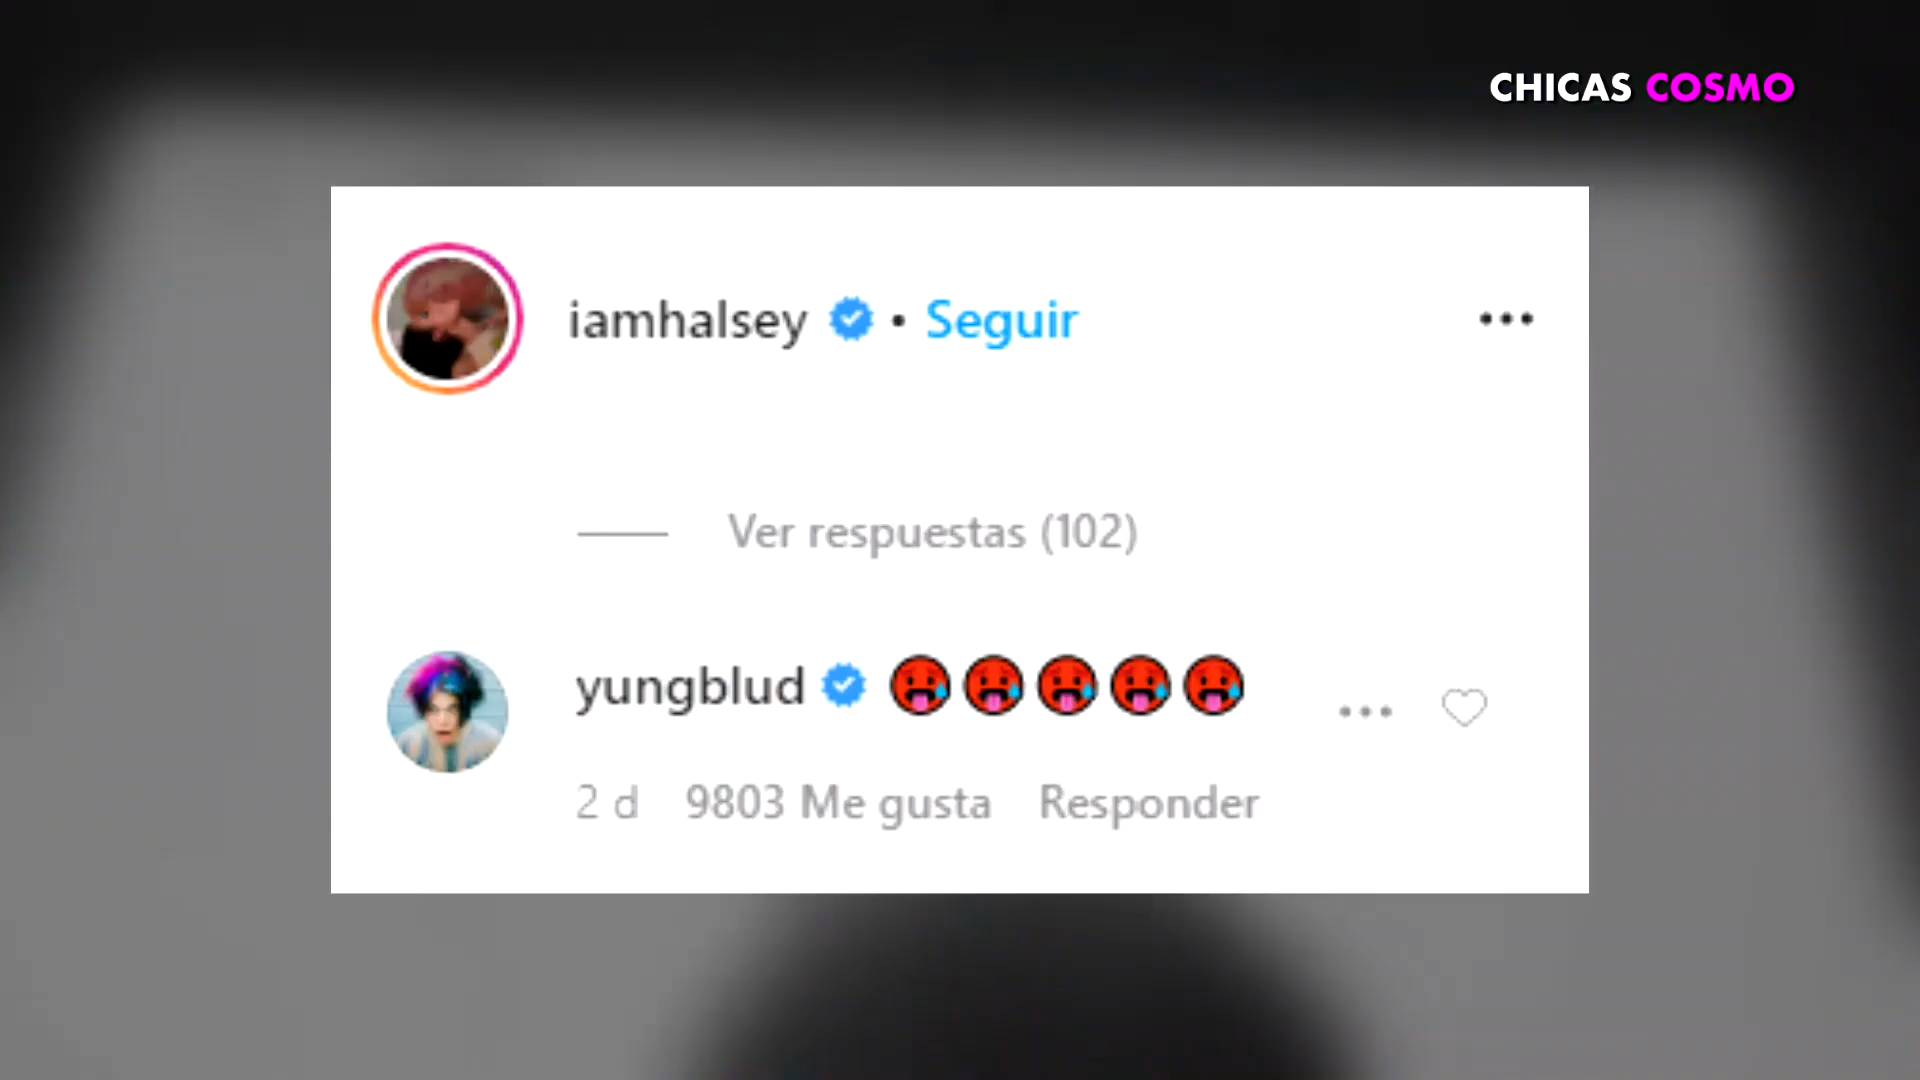 CHICAS COSMO
iamhalsey • Seguir
Ver respuestas (102)
yungblud 🥵🥵🥵🥵🥵
2 d 9803 Me gusta Responder